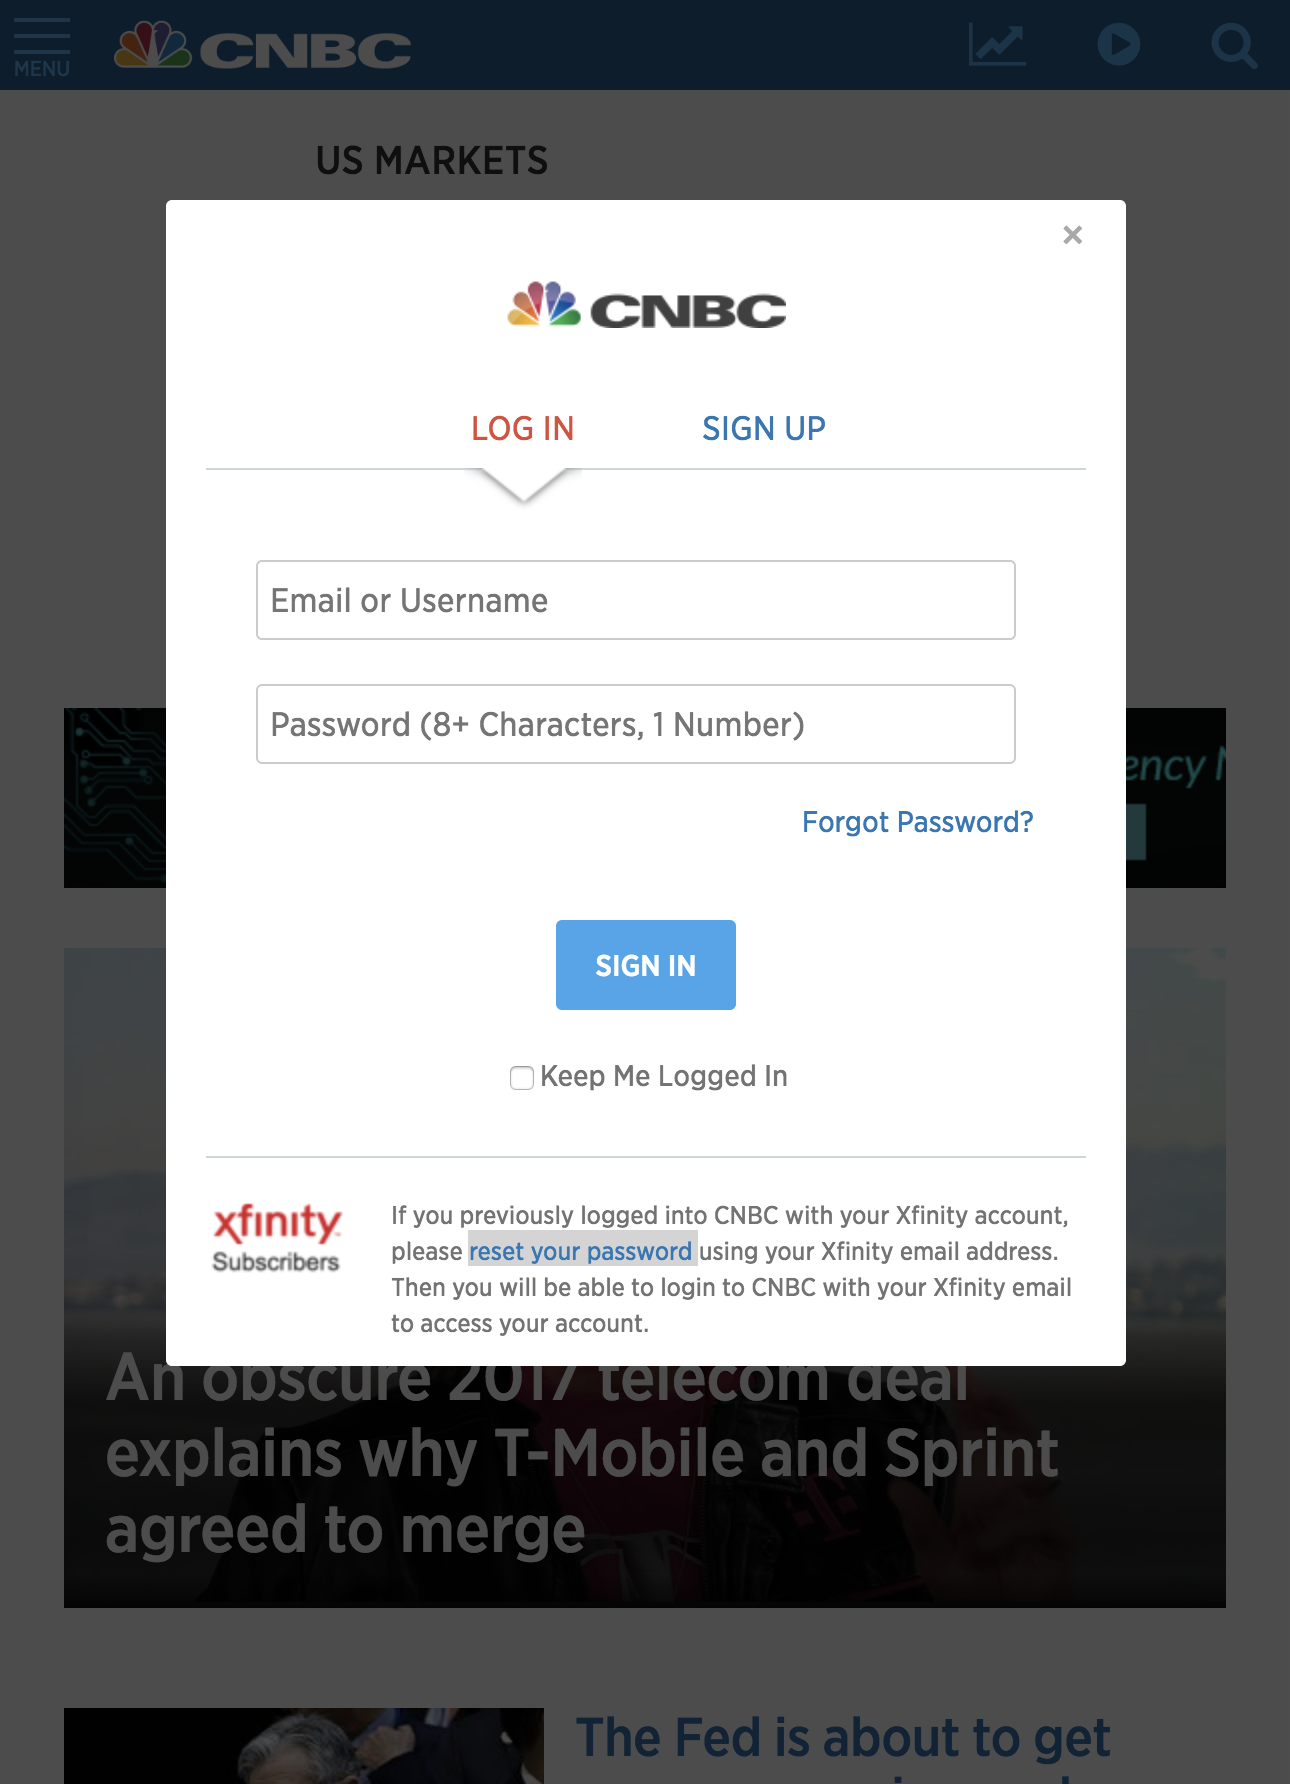 MENU
CNBC
US MARKETS
×
CNBC
LOG IN
SIGN UP
Email or Username
Password (8+ Characters, 1 Number)
ency
Forgot Password?
SIGN IN
Keep Me Logged In
xfinity
Subscribers
If you previously logged into CNBC with your Xfinity account,
please reset your password using your Xfinity email address.
Then you will be able to login to CNBC with your Xfinity email
to access your account.
An obscure 2017 telecom deal
explains why T-Mobile and Sprint
agreed to merge
The Fed is about to get